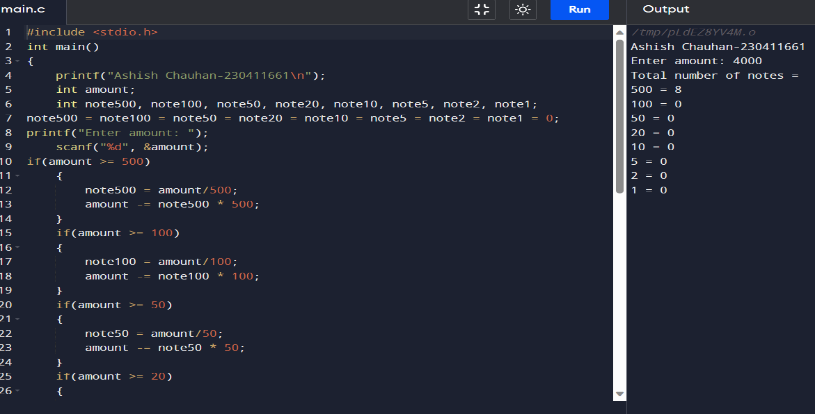 main.c
Run
1 #include <stdio.h>
2 int main()
3 {
4 printf("Ashish Chauhan-230411661\n");
5 int amount;
6 int note500, note100, note50, note20, note10, note5, note2, note1;
7 note500 = note100 = note50 = note20 = note10 = note5 = note2 = note1 = 0;
8 printf("Enter amount: ");
9 scanf("%d", &amount);
10 if(amount >= 500)
11 {
12 note500 = amount/500;
13 amount -= note500 * 500;
14 }
15 if(amount >= 100)
16 {
17 note100 = amount/100;
18 amount -= note100 * 100;
19 }
20 if(amount >= 50)
21 {
22 note50 = amount/50;
23 amount -= note50 * 50;
24 }
25 if(amount >= 20)
26 {
Output
/tmp/pLdLZ8YV4M.o
Ashish Chauhan-230411661
Enter amount: 4000
Total number of notes =
500 = 8
100 = 0
50 = 0
20 = 0
10 = 0
5 = 0
2 = 0
1 = 0